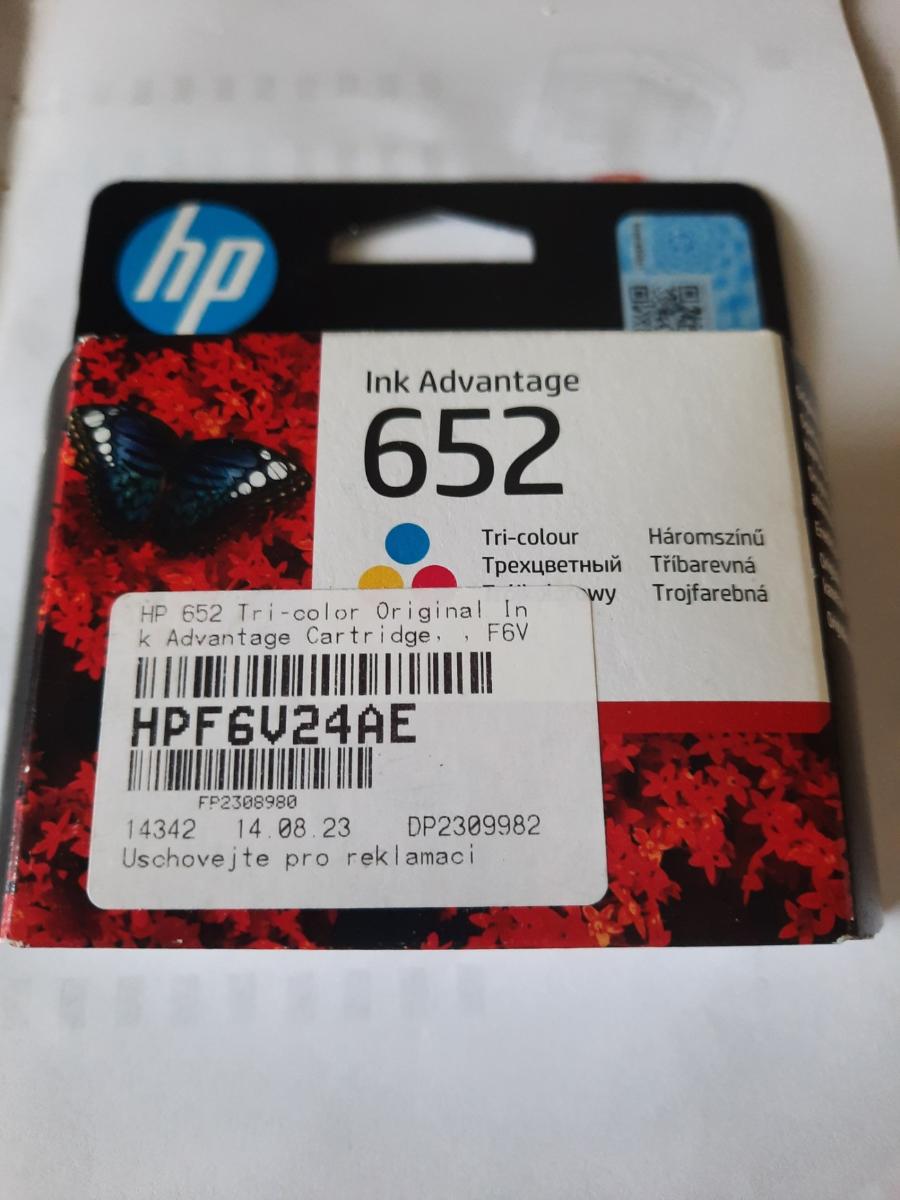 hp
Ink Advantage
652
Tri-colour
Háromszínű
Трехцветный
Tříbarevná
Trojfarebná
HP 652 Tri-color Original In
k Advantage Cartridge, , F6V
HPF6V24AE
FP2308980
14342 14.08.23 DP2309982
Uschovejte pro reklamaci